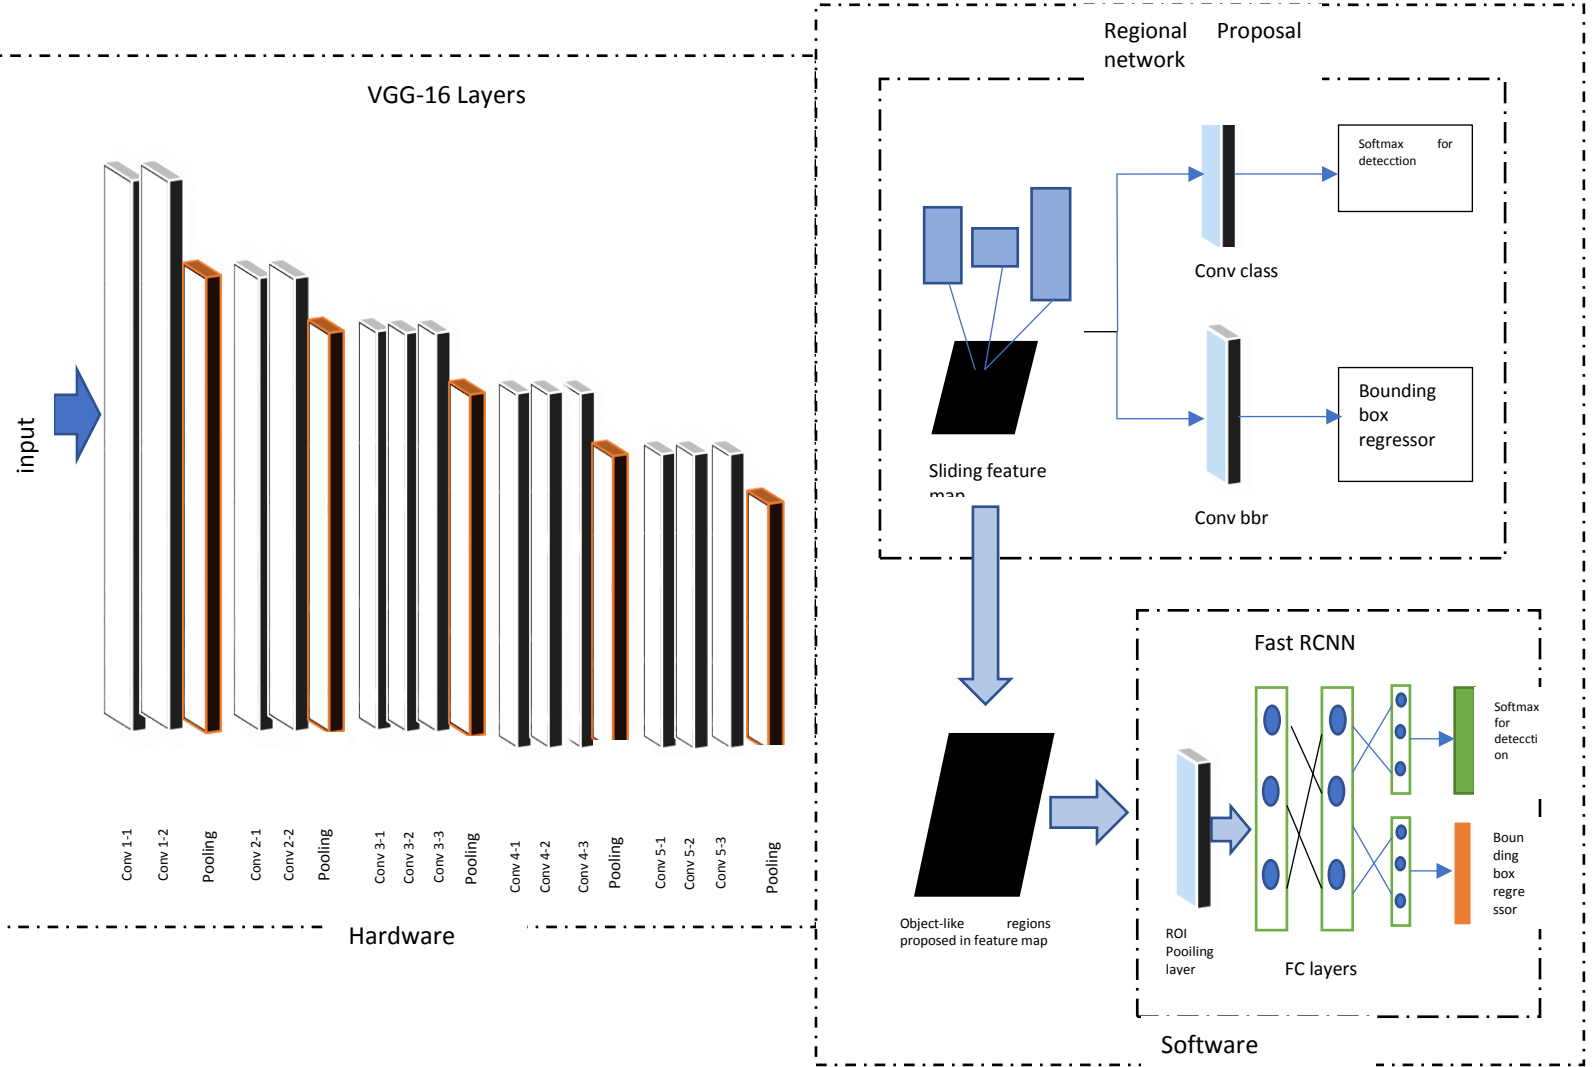 Regional Proposal
network
VGG-16 Layers
Softmax for
detecction
Conv class
Bounding
box
regressor
input
Sliding feature
map
Conv bbr
Fast RCNN
Softmax
for
deteccti
on
Boun
ding
box
regre
ssor
Conv 1-1
Conv 1-2
Pooling
Conv 2-1
Conv 2-2
Pooling
Conv 3-1
Conv 3-2
Conv 3-3
Pooling
Conv 4-1
Conv 4-2
Conv 4-3
Pooling
Conv 5-1
Conv 5-2
Conv 5-3
Pooling
Object-like regions
proposed in feature map
ROI
Pooiling
layer
FC layers
Hardware
Software